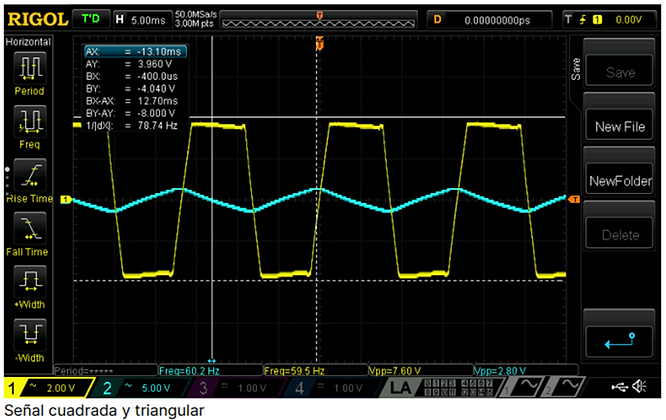 RIGOL T'D H 5.00ms 50.0MSa/s 3.00M pts D 0.00000000ps T 1 0.00V
Horizontal
Period
Freq
Rise Time
Fall Time
+Width
-Width
AX: = -13.10ms
AY: = 3.960 V
BX: = -400.0us
BY: = -4.040 V
BX-AX: = 12.70ms
BY-AY: = -8.000 V
1/|dX|: = 78.74 Hz
T
1
T
Save
Save
New File
NewFolder
Delete
Period=***** Freq=60.2 Hz Freq=59.5 Hz Vpp=7.60 V Vpp=2.80 V
1 ~ 2.00 V 2 ~ 5.00 V 3 = 1.00 V 4 = 1.00 V LA
Señal cuadrada y triangular